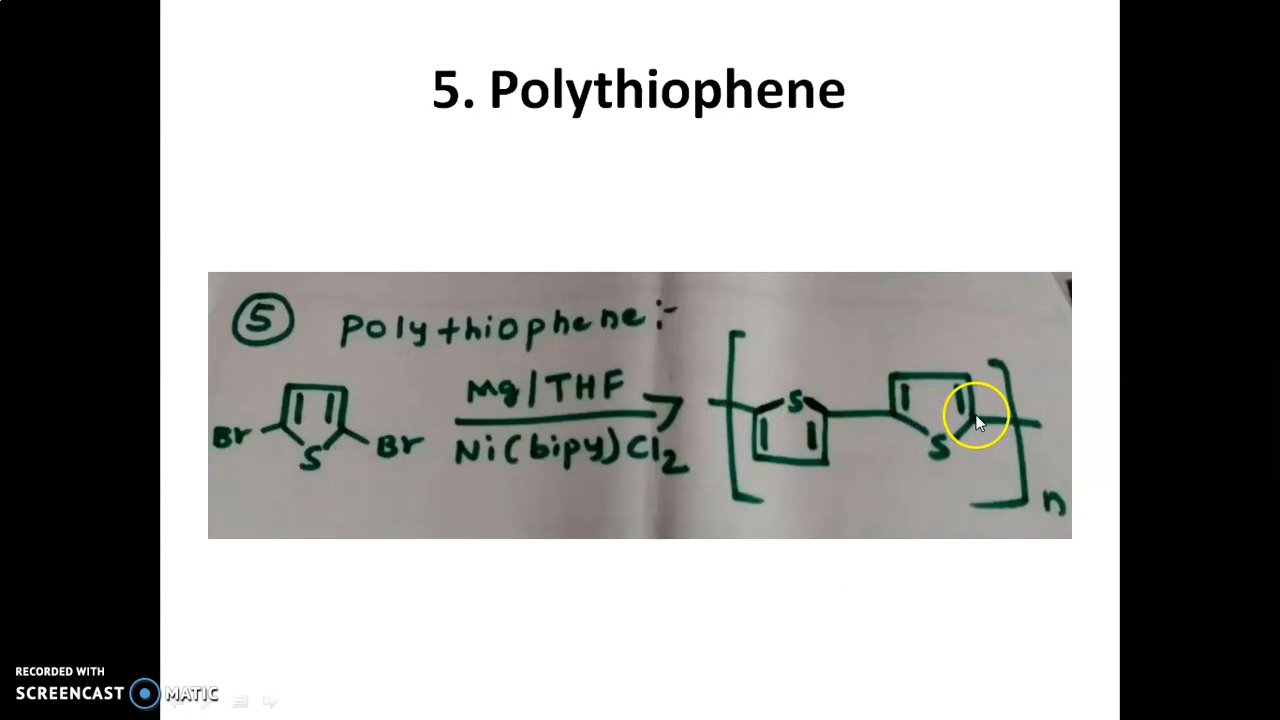 5. Polythiophene
5 Polythiophene:-
Mg/THF
Br S Br
Ni(bipy)Cl2
S
S
n
RECORDED WITH
SCREENCAST MATIC